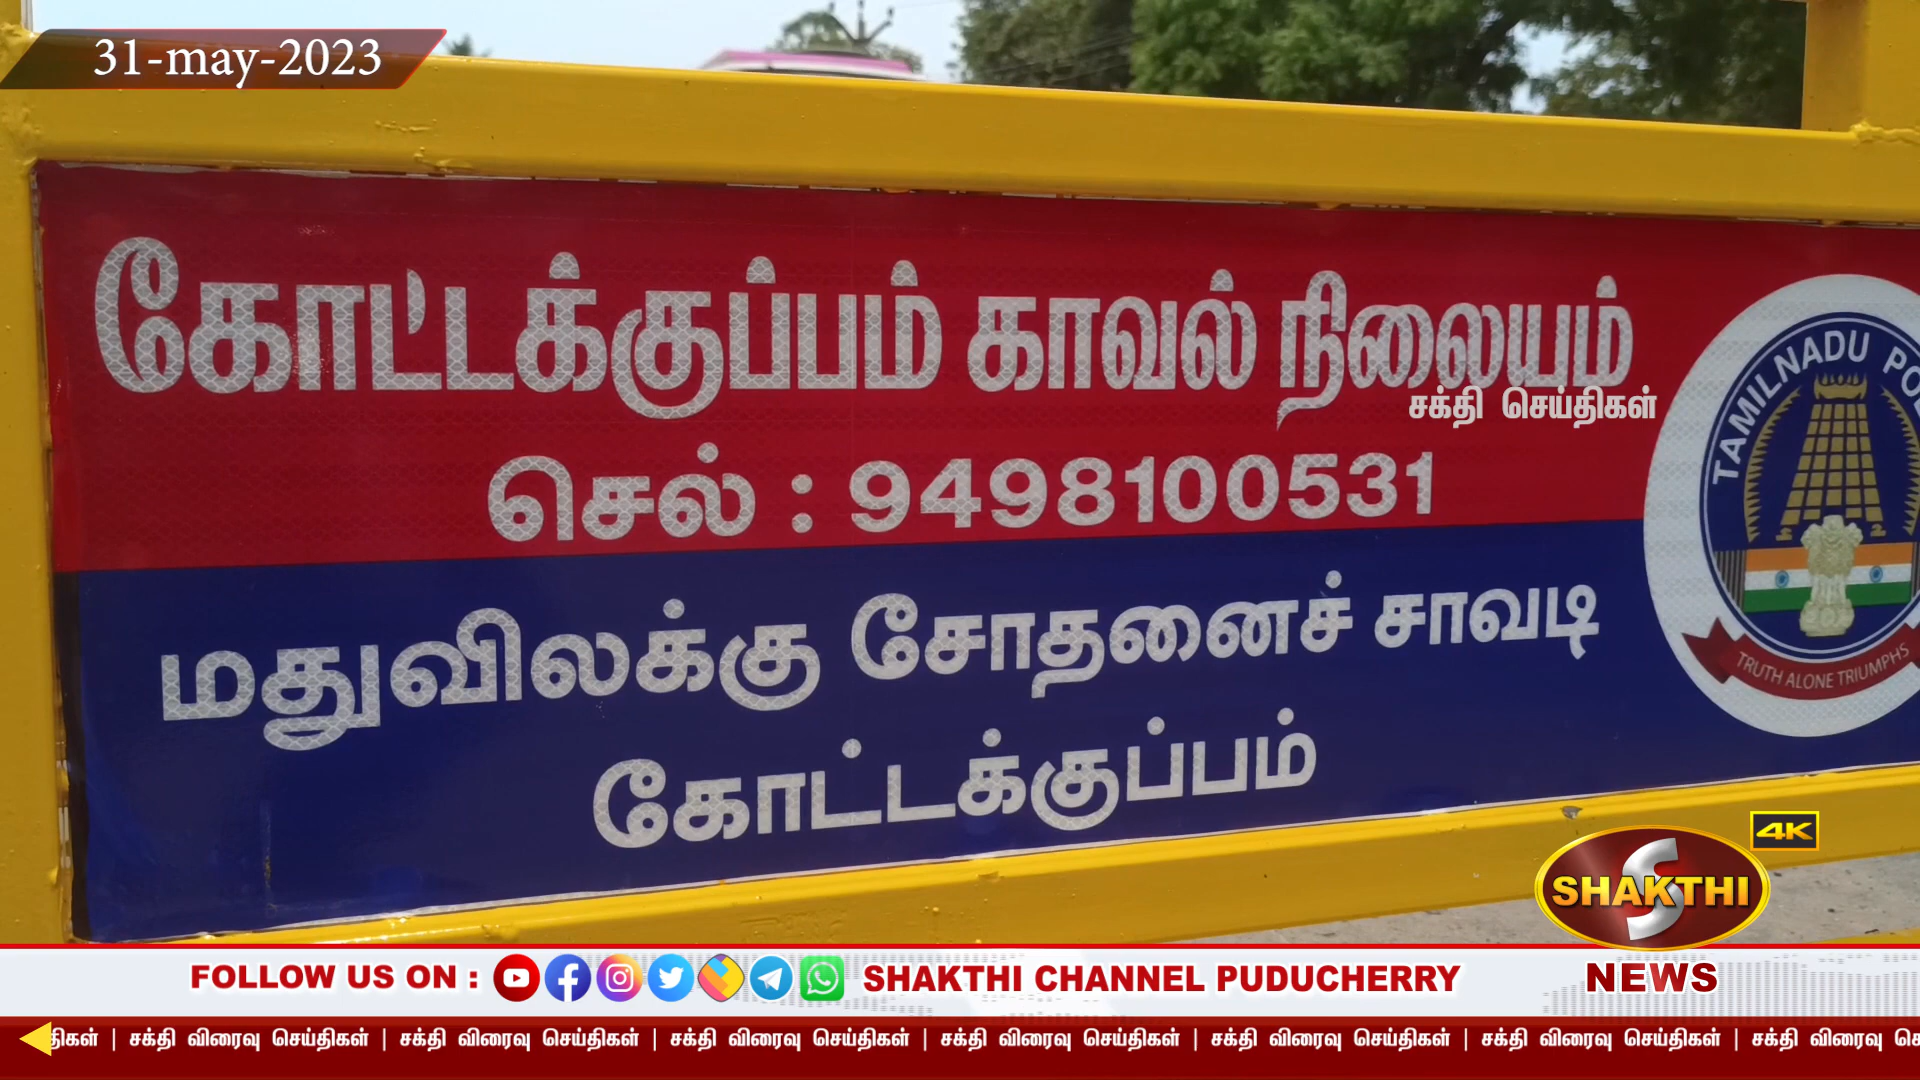 31-may-2023
கோட்டக்குப்பம் காவல் நிலையம்
சக்தி செய்திகள்
செல் : 9498100531
மதுவிலக்கு சோதனைச் சாவடி
கோட்டக்குப்பம்
TAMILNADU PO
TRUTH ALONE TRIUMPHS
4K
S
SHAKTHI
NEWS
FOLLOW US ON : SHAKTHI CHANNEL PUDUCHERRY
திகள் | சக்தி விரைவு செய்திகள் | சக்தி விரைவு செய்திகள் | சக்தி விரைவு செய்திகள் | சக்தி விரைவு செய்திகள் | சக்தி விரைவு செய்திகள் | சக்தி விரைவு செய்திகள் | சக்தி விரைவு செ